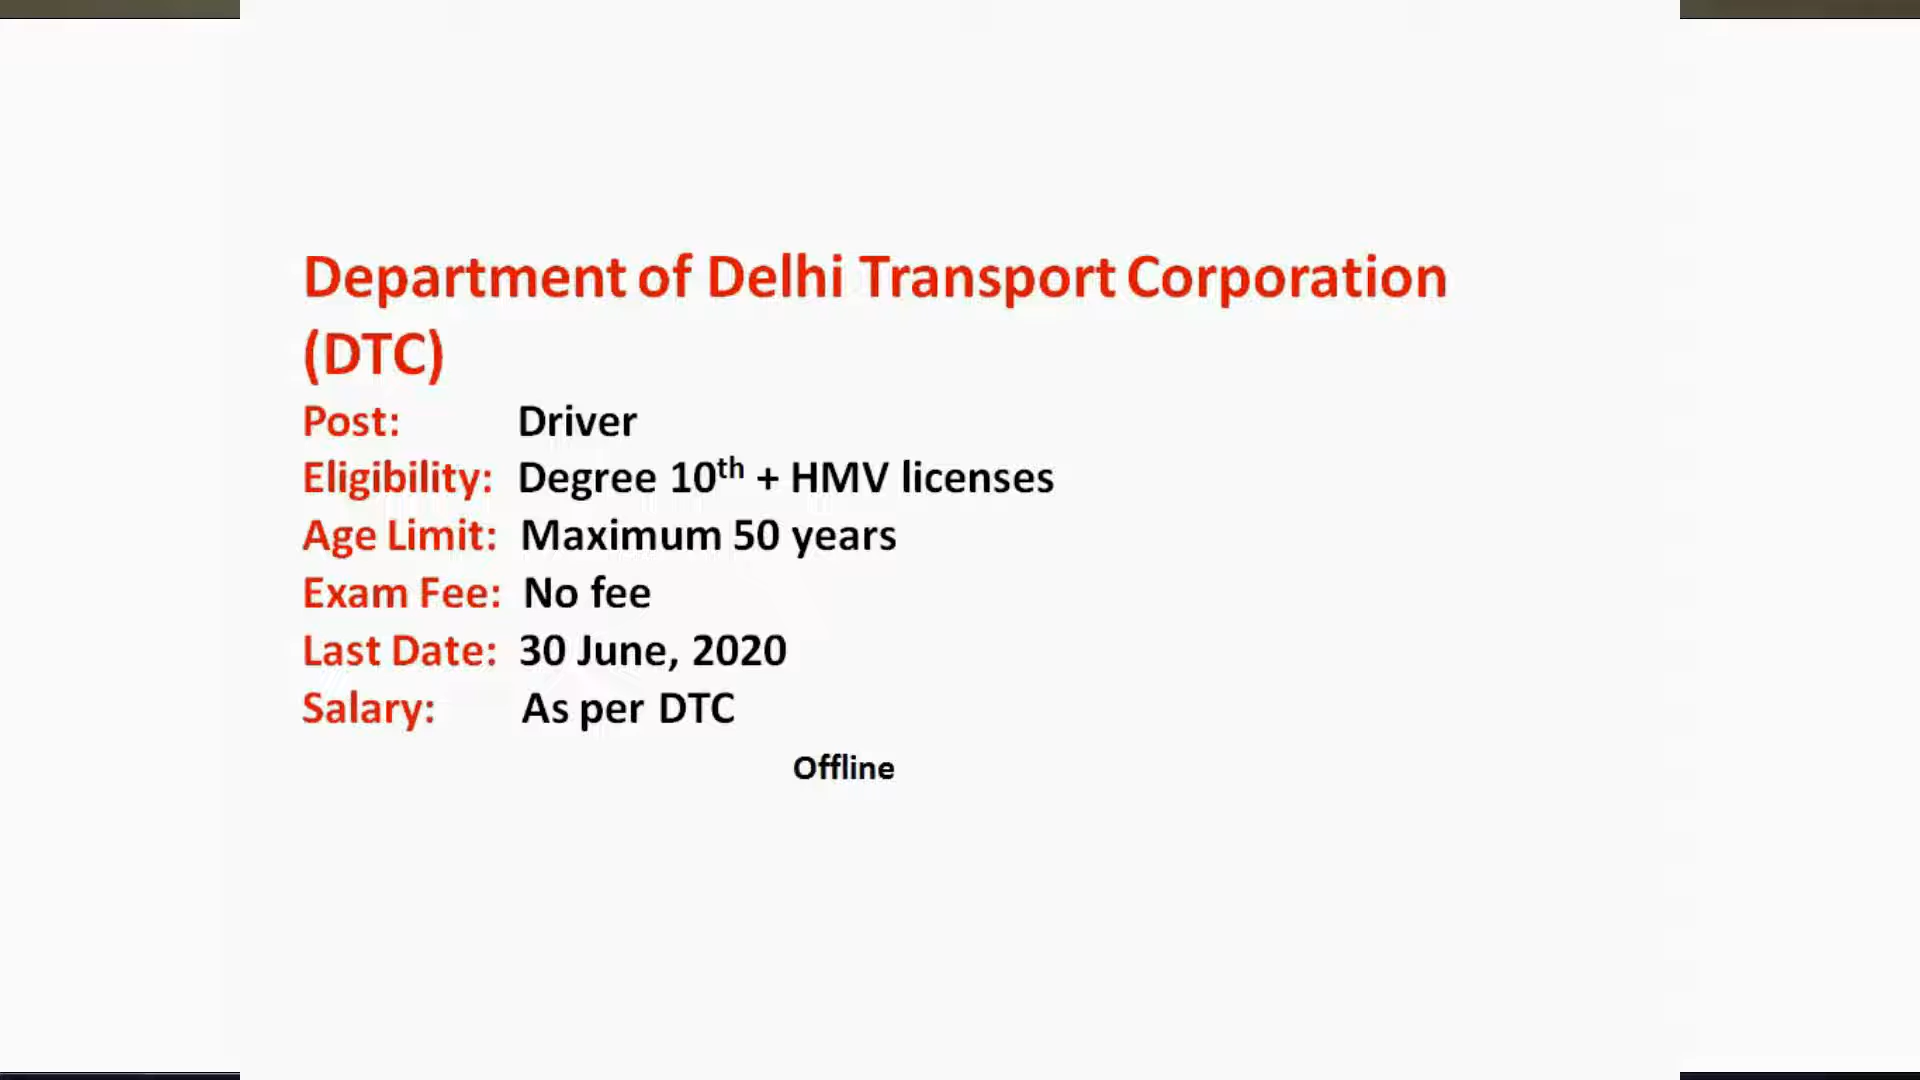 Department of Delhi Transport Corporation
(DTC)
Post: Driver
Eligibility: Degree 10th + HMV licenses
Age Limit: Maximum 50 years
Exam Fee: No fee
Last Date: 30 June, 2020
Salary: As per DTC
Offline